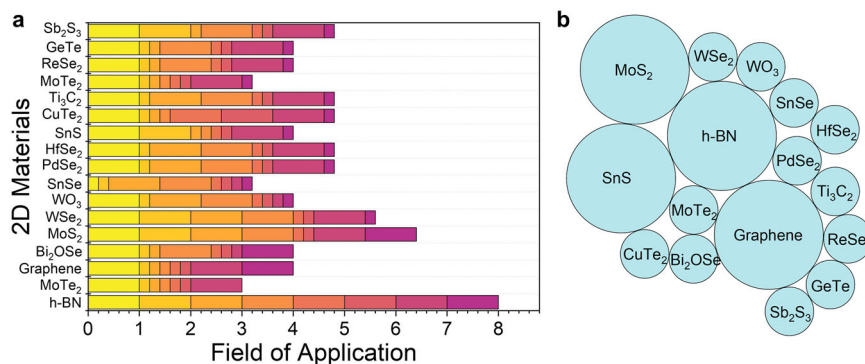 a
2D Materials
Sb₂S₃
GeTe
ReSe₂
MoTe₂
Ti₃C₂
CuTe₂
SnS
HfSe₂
PdSe₂
SnSe
WO₃
WSe₂
MoS₂
Bi₂OSe
Graphene
MoTe₂
h-BN
0 1 2 3 4 5 6 7 8
Field of Application
b
MoS₂
WSe₂
WO₃
SnSe
h-BN
HfSe₂
PdSe₂
SnS
Ti₃C₂
MoTe₂
Graphene
ReSe
CuTe₂
Bi₂OSe
GeTe
Sb₂S₃